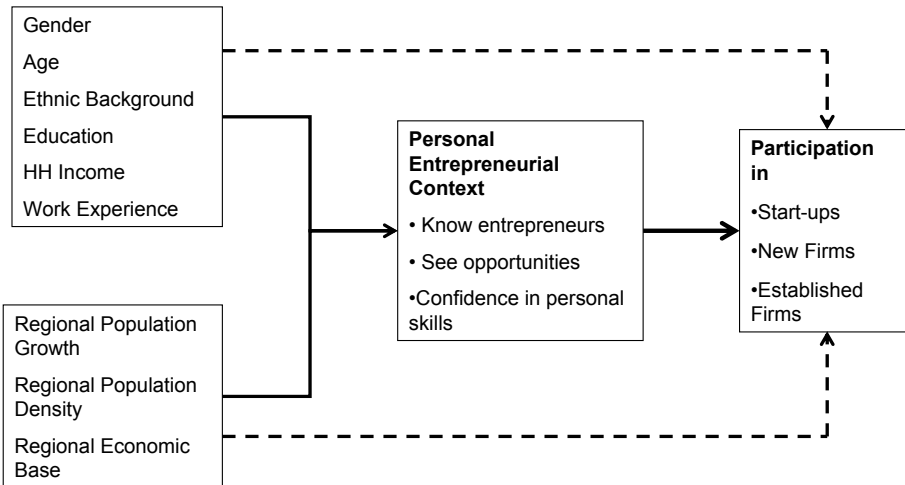 Gender
Age
Ethnic Background
Education
HH Income
Work Experience
Regional Population
Growth
Regional Population
Density
Regional Economic
Base
Personal
Entrepreneurial
Context
• Know entrepreneurs
• See opportunities
•Confidence in personal
skills
Participation
in
•Start-ups
•New Firms
•Established
Firms